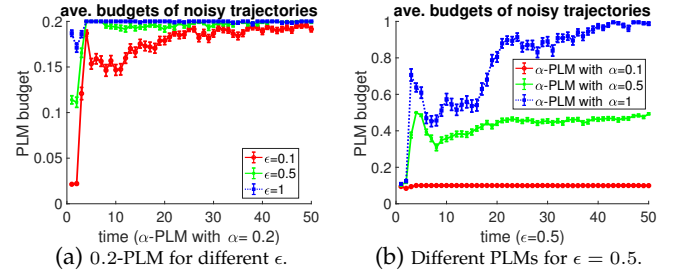 ave. budgets of noisy trajectories
0.2
0.15
0.1
0.05
0
PLM budget
ϵ=0.1
ϵ=0.5
ϵ=1
0 10 20 30 40 50
time (α-PLM with α= 0.2)
(a) 0.2-PLM for different ϵ.
ave. budgets of noisy trajectories
1
0.8
0.6
0.4
0.2
0
PLM budget
α-PLM with α=0.1
α-PLM with α=0.5
α-PLM with α=1
0 10 20 30 40 50
time (ϵ=0.5)
(b) Different PLMs for ϵ = 0.5.